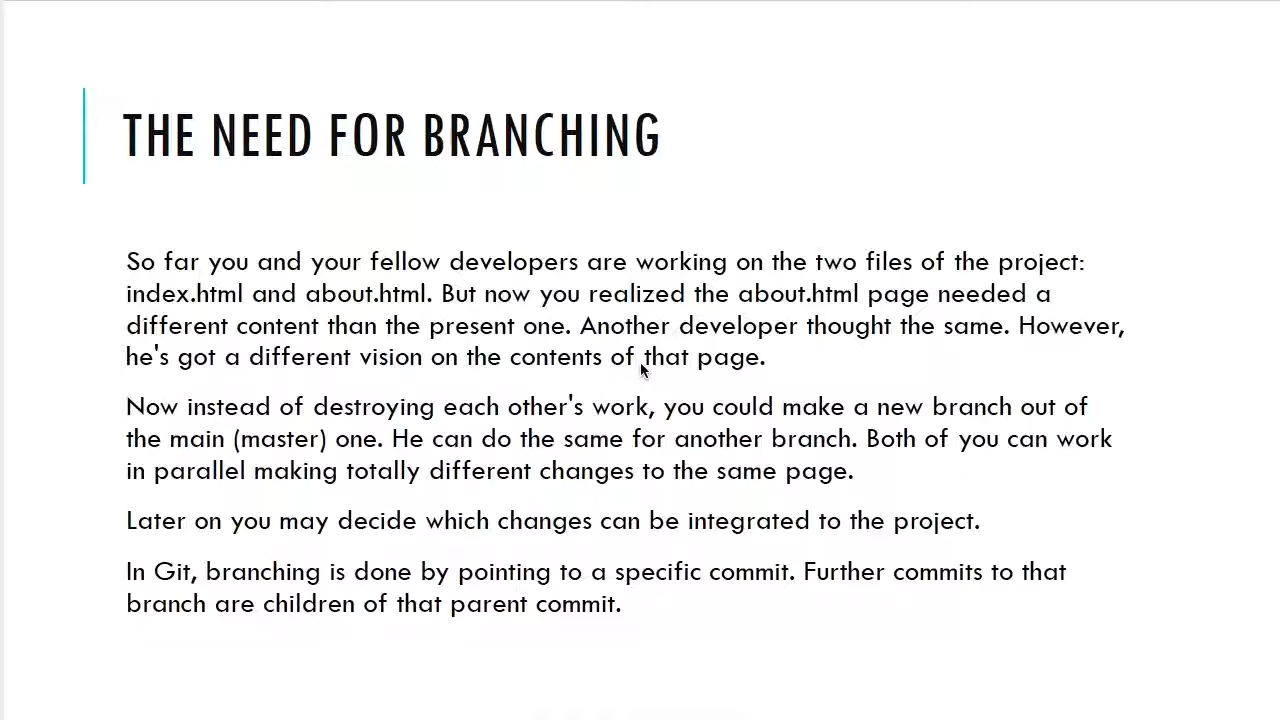 THE NEED FOR BRANCHING
So far you and your fellow developers are working on the two files of the project:
index.html and about.html. But now you realized the about.html page needed a
different content than the present one. Another developer thought the same. However,
he's got a different vision on the contents of that page.
Now instead of destroying each other's work, you could make a new branch out of
the main (master) one. He can do the same for another branch. Both of you can work
in parallel making totally different changes to the same page.
Later on you may decide which changes can be integrated to the project.
In Git, branching is done by pointing to a specific commit. Further commits to that
branch are children of that parent commit.